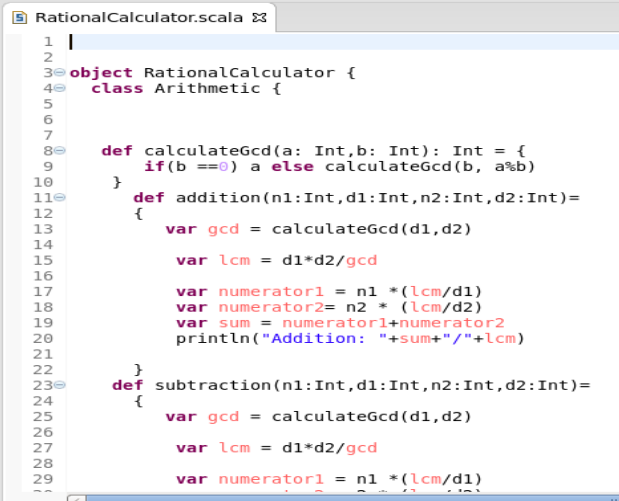 RationalCalculator.scala
1
2
3 object RationalCalculator {
4 class Arithmetic {
5
6
7
8 def calculateGcd(a: Int,b: Int): Int = {
9 if(b ==0) a else calculateGcd(b, a%b)
10 }
11 def addition(n1:Int,d1:Int,n2:Int,d2:Int)=
12 {
13 var gcd = calculateGcd(d1,d2)
14
15 var lcm = d1*d2/gcd
16
17 var numerator1 = n1 *(lcm/d1)
18 var numerator2= n2 * (lcm/d2)
19 var sum = numerator1+numerator2
20 println("Addition: "+sum+"/"+lcm)
21
22 }
23 def subtraction(n1:Int,d1:Int,n2:Int,d2:Int)=
24 {
25 var gcd = calculateGcd(d1,d2)
26
27 var lcm = d1*d2/gcd
28
29 var numerator1 = n1 *(lcm/d1)